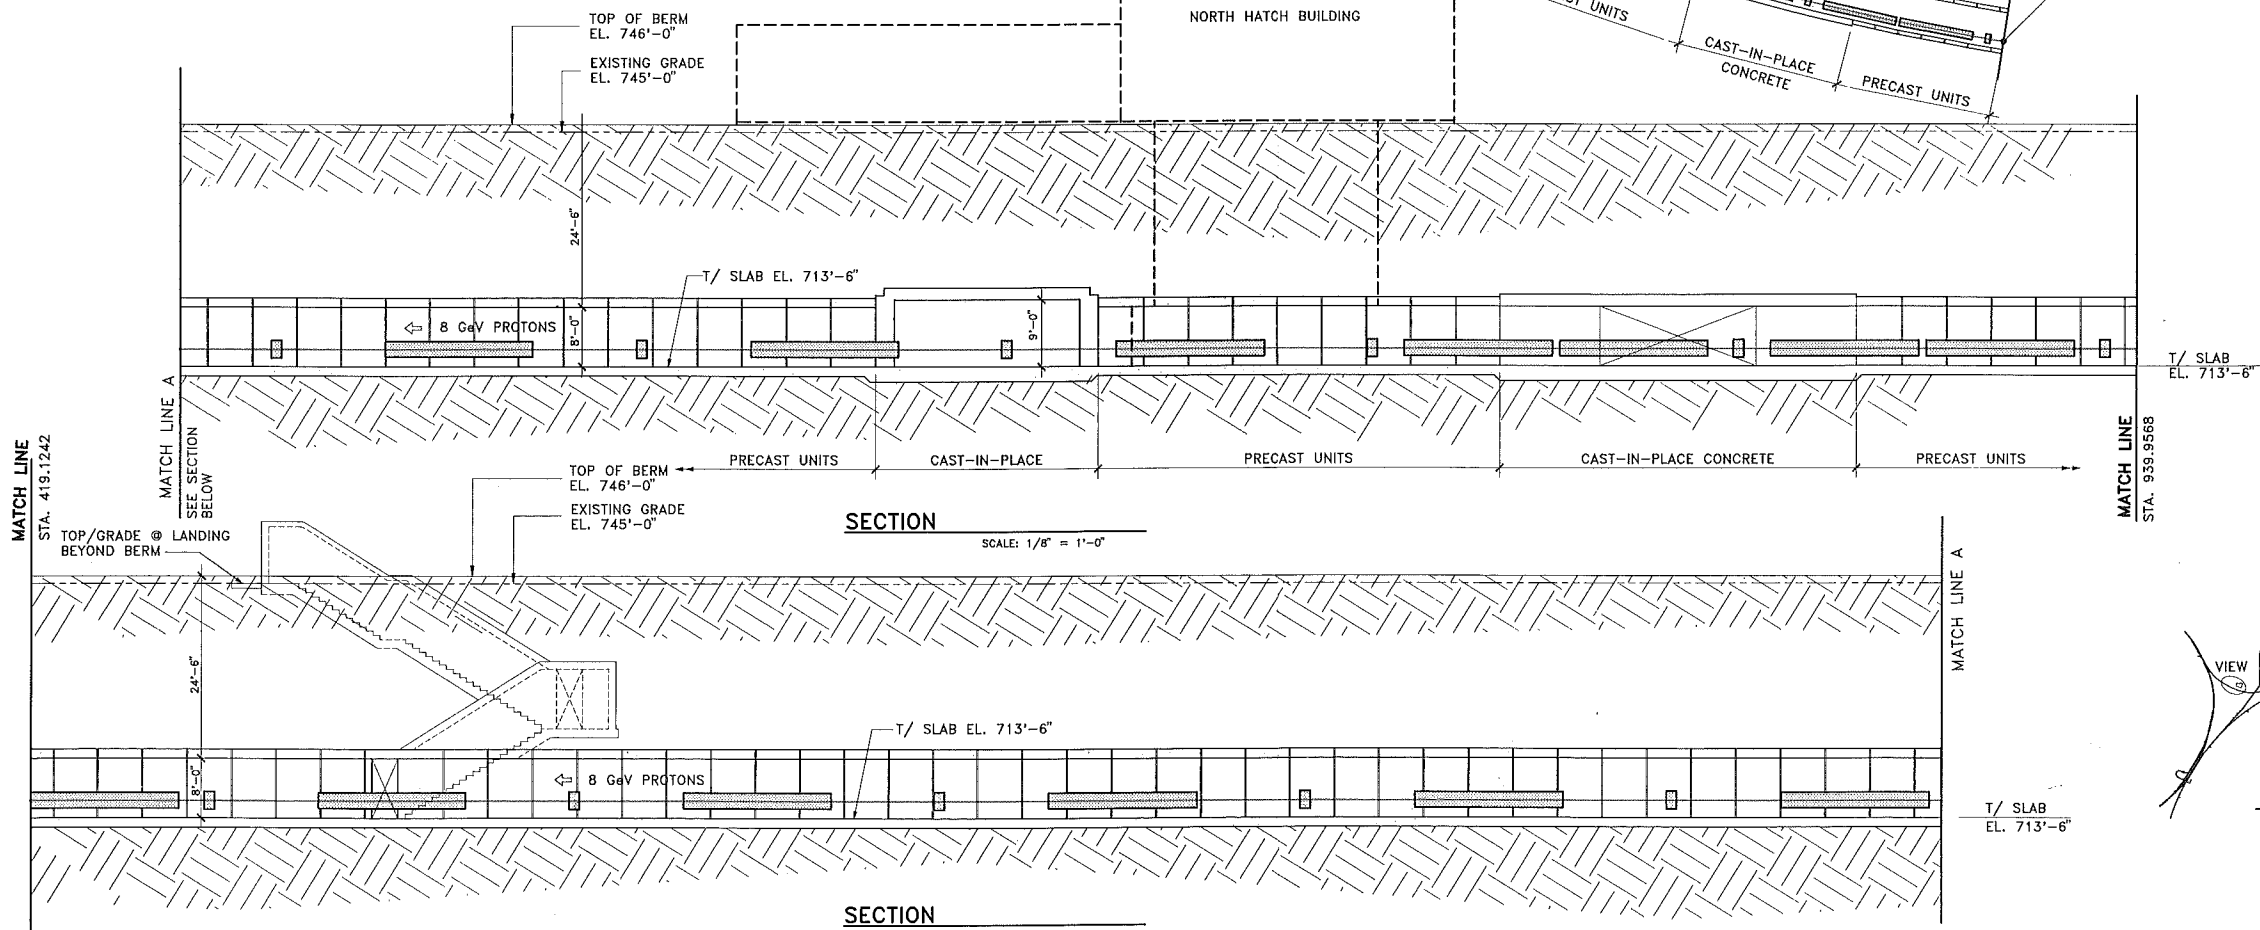 TOP OF BERM
EL. 746'-0"
NORTH HATCH BUILDING
UNITS
CAST-IN-PLACE
CONCRETE
PRECAST UNITS
EXISTING GRADE
EL. 745'-0"
24'-6"
T/ SLAB EL. 713'-6"
8 GeV PROTONS
8'-0"
9'-0"
T/ SLAB
EL. 713'-6"
MATCH LINE
STA. 419.1242
MATCH LINE A
SEE SECTION
BELOW
PRECAST UNITS
CAST-IN-PLACE
PRECAST UNITS
CAST-IN-PLACE CONCRETE
PRECAST UNITS
MATCH LINE
STA. 939.9568
TOP OF BERM
EL. 746'-0"
EXISTING GRADE
EL. 745'-0"
SECTION
SCALE: 1/8" = 1'-0"
TOP/GRADE @ LANDING
BEYOND BERM
MATCH LINE A
24'-6"
T/ SLAB EL. 713'-6"
8 GeV PROTONS
8'-0"
T/ SLAB
EL. 713'-6"
VIEW
SECTION